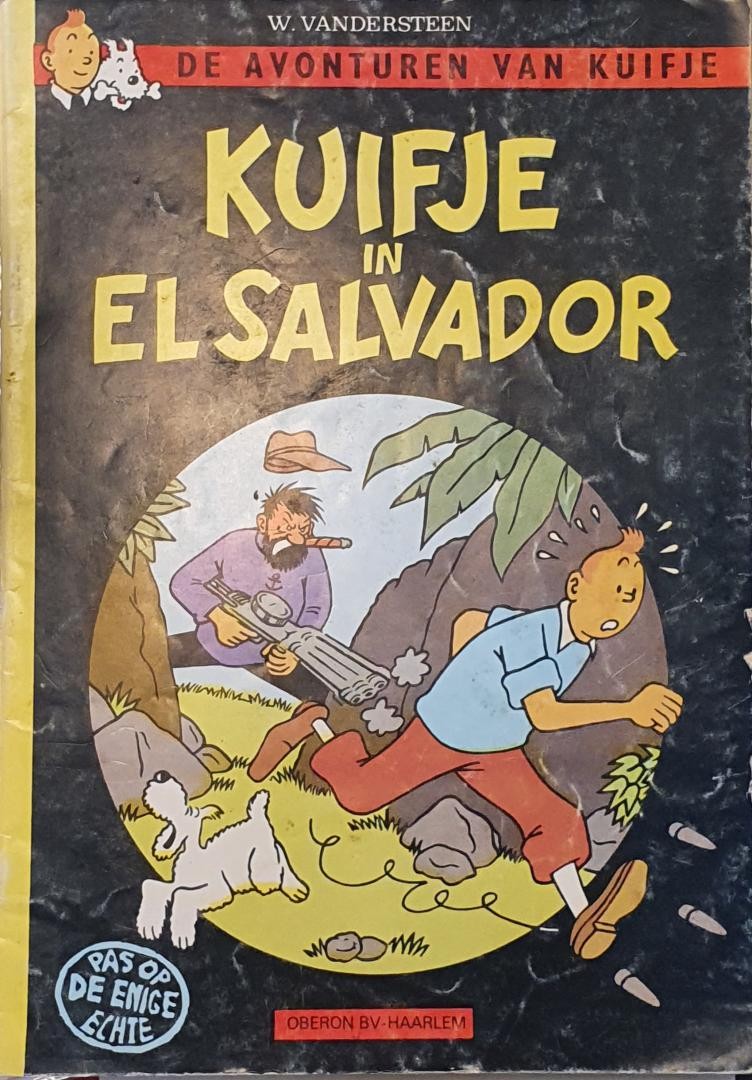 W. VANDERSTEEN
DE AVONTUREN VAN KUIFJE
KUIFJE
IN
EL SALVADOR
PAS OP
DE ENIGE
ECHTE
OBERON BV-HAARLEM